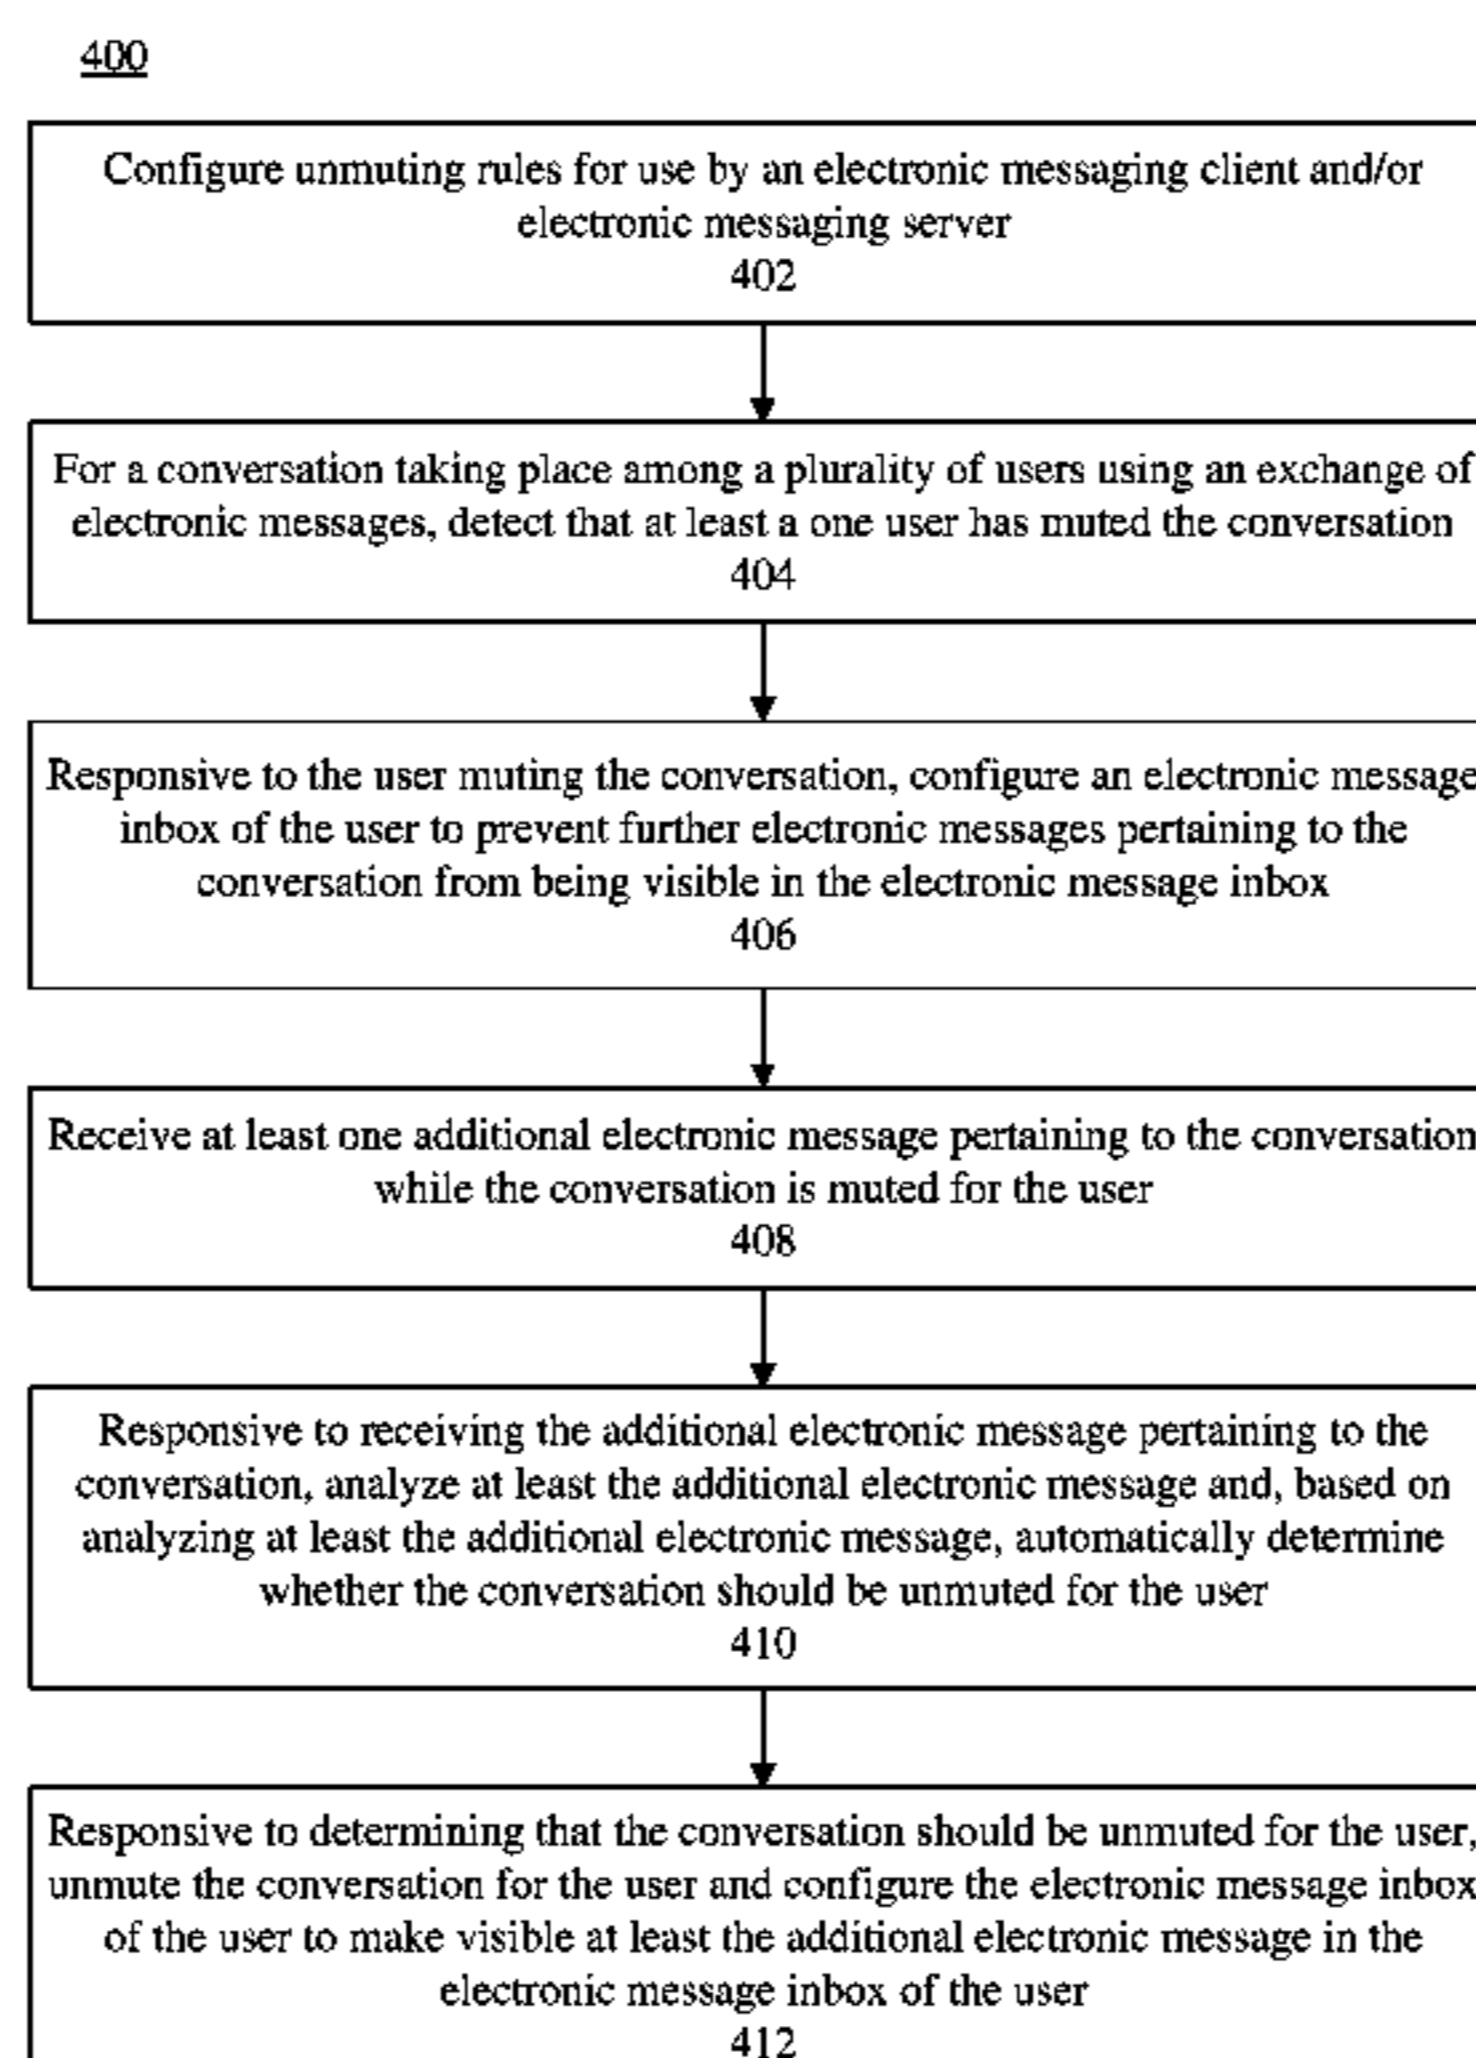 400
Configure unmuting rules for use by an electronic messaging client and/or
electronic messaging server
402
For a conversation taking place among a plurality of users using an exchange of
electronic messages, detect that at least a one user has muted the conversation
404
Responsive to the user muting the conversation, configure an electronic message
inbox of the user to prevent further electronic messages pertaining to the
conversation from being visible in the electronic message inbox
406
Receive at least one additional electronic message pertaining to the conversation
while the conversation is muted for the user
408
Responsive to receiving the additional electronic message pertaining to the
conversation, analyze at least the additional electronic message and, based on
analyzing at least the additional electronic message, automatically determine
whether the conversation should be unmuted for the user
410
Responsive to determining that the conversation should be unmuted for the user,
unmute the conversation for the user and configure the electronic message inbox
of the user to make visible at least the additional electronic message in the
electronic message inbox of the user
412